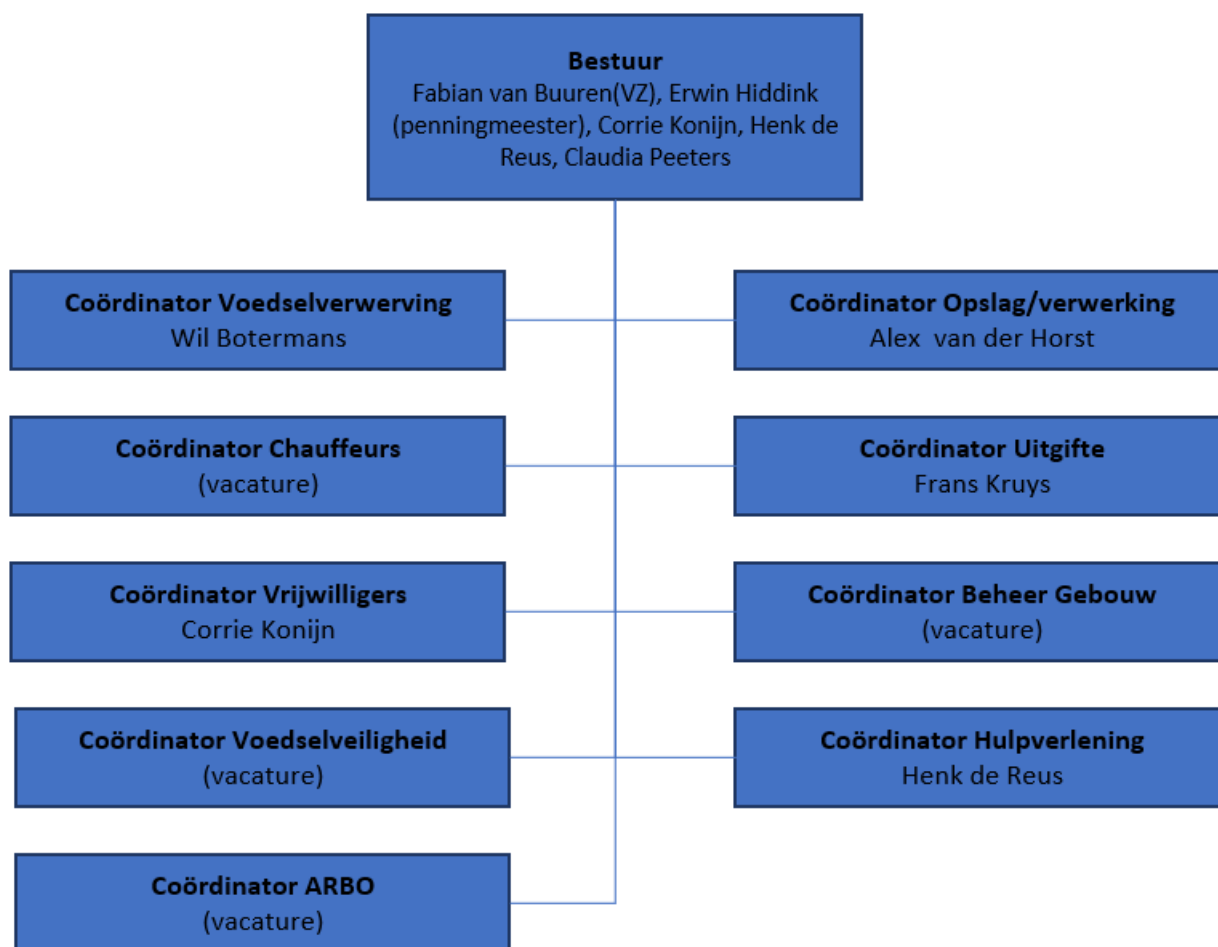 Bestuur
Fabian van Buuren(VZ), Erwin Hiddink
(penningmeester), Corrie Konijn, Henk de
Reus, Claudia Peeters
Coördinator Voedselverwerving
Wil Botermans
Coördinator Opslag/verwerking
Alex van der Horst
Coördinator Chauffeurs
(vacature)
Coördinator Uitgifte
Frans Kruys
Coördinator Vrijwilligers
Corrie Konijn
Coördinator Beheer Gebouw
(vacature)
Coördinator Voedselveiligheid
(vacature)
Coördinator Hulpverlening
Henk de Reus
Coördinator ARBO
(vacature)